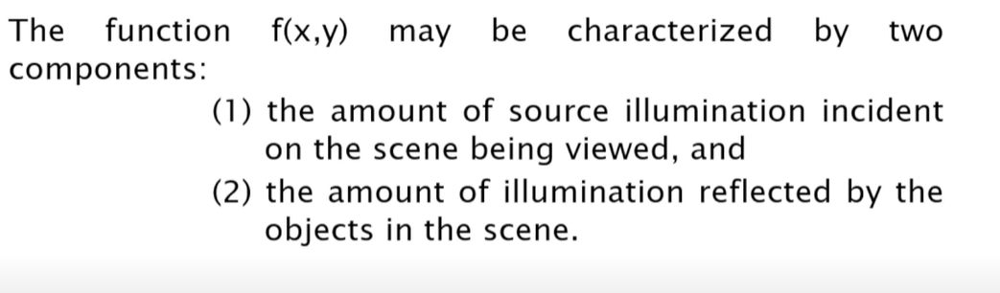 The function f(x,y) may be characterized by two
components:
(1) the amount of source illumination incident
on the scene being viewed, and
(2) the amount of illumination reflected by the
objects in the scene.